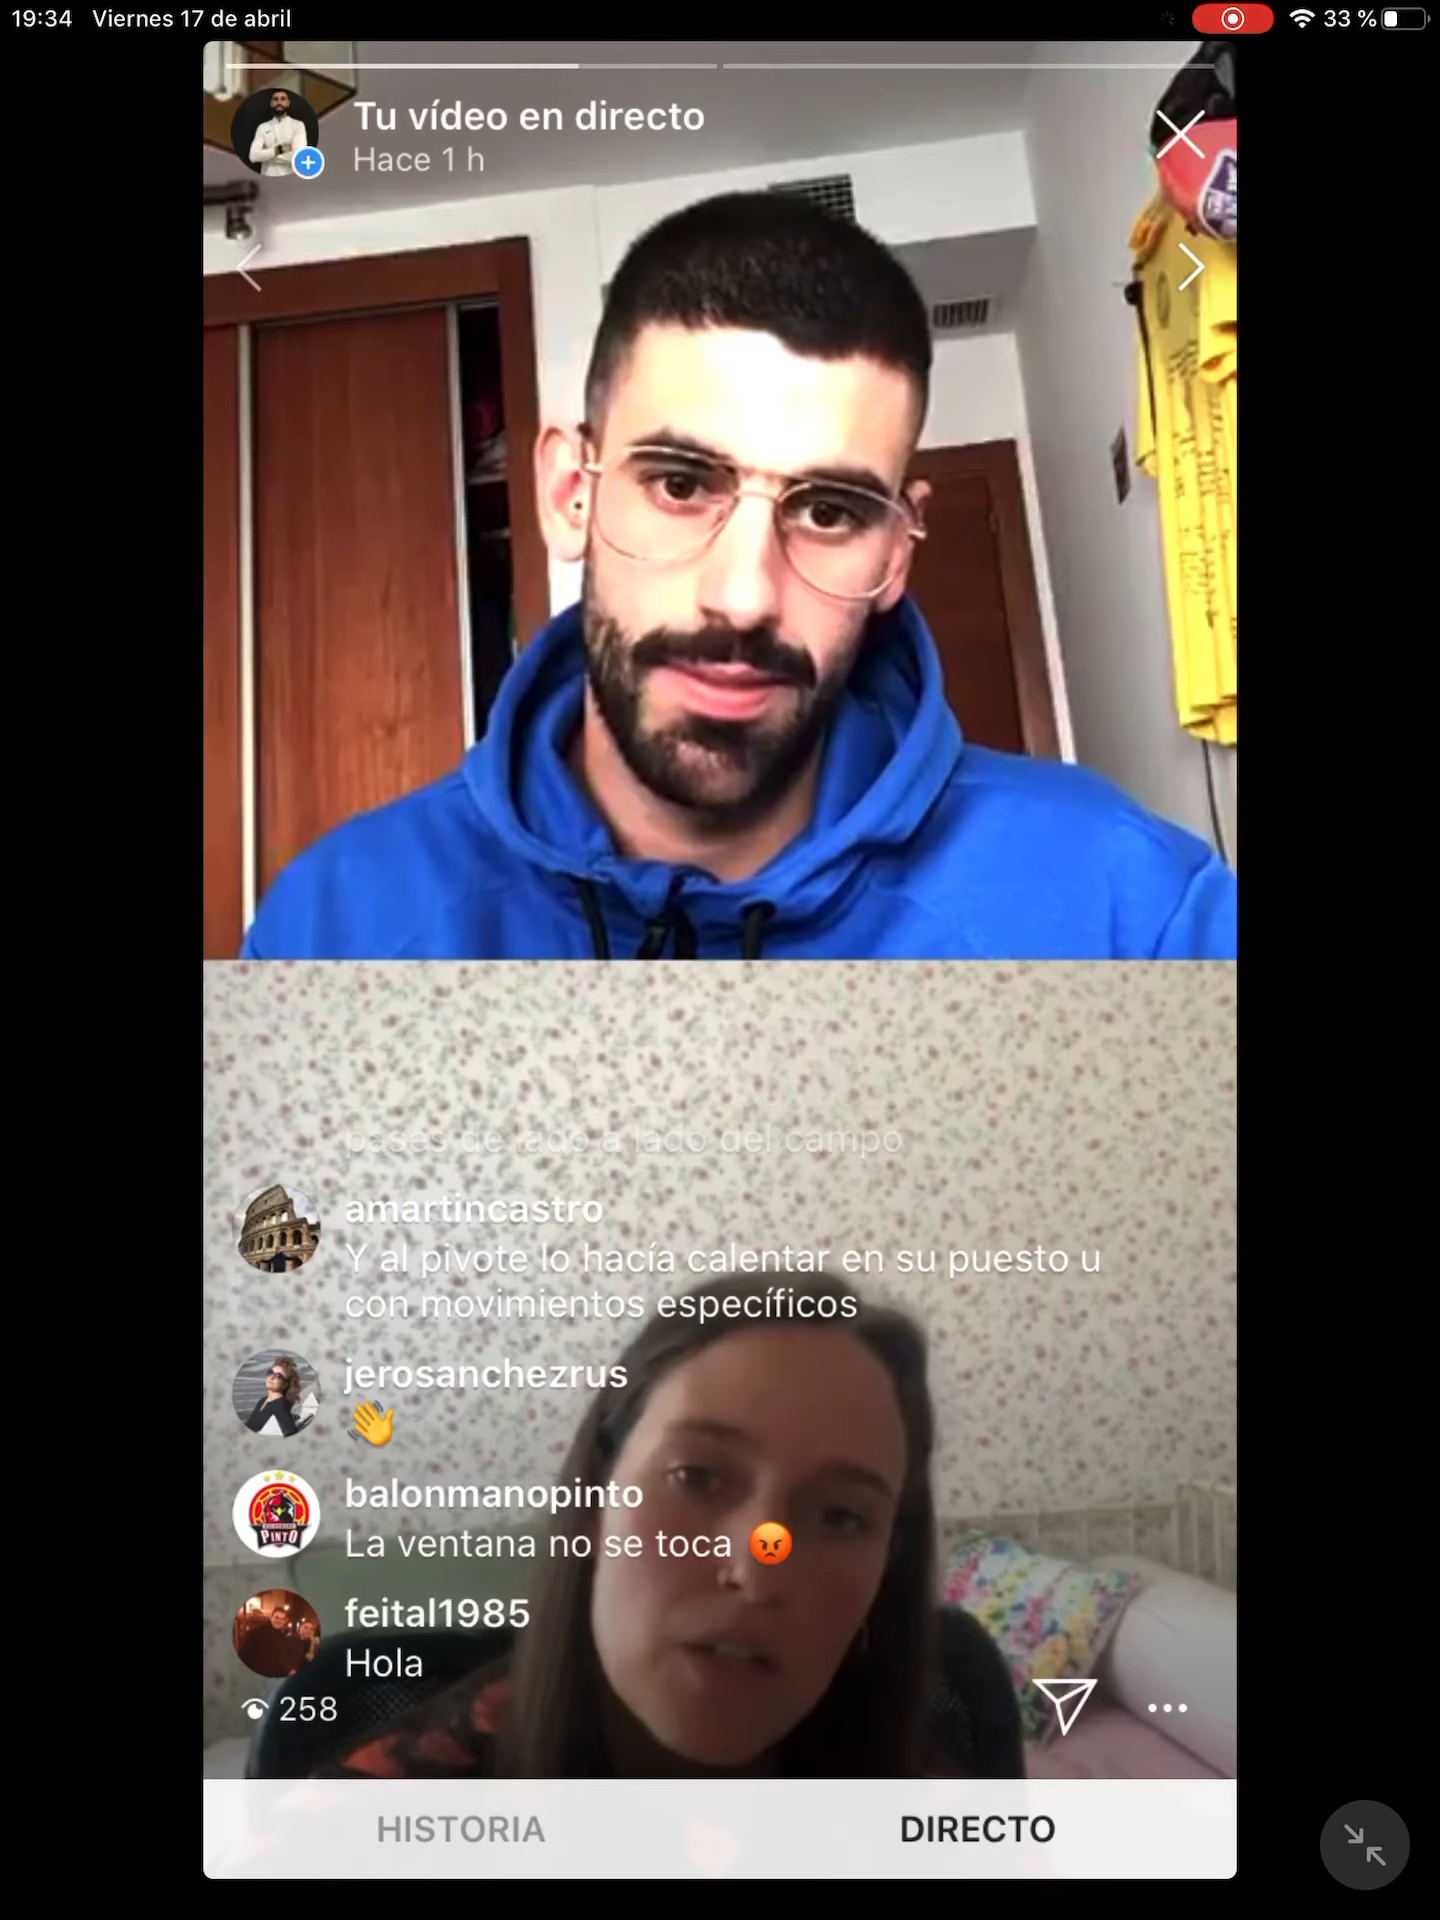 19:34 Viernes 17 de abril
33 %
Tu vídeo en directo
Hace 1 h
pases de lado a lado del campo
amartincastro
Y al pivote lo hacía calentar en su puesto u
con movimientos específicos
jerosanchezrus
balonmanopinto
La ventana no se toca
PINTO
feital1985
Hola
258
HISTORIA
DIRECTO